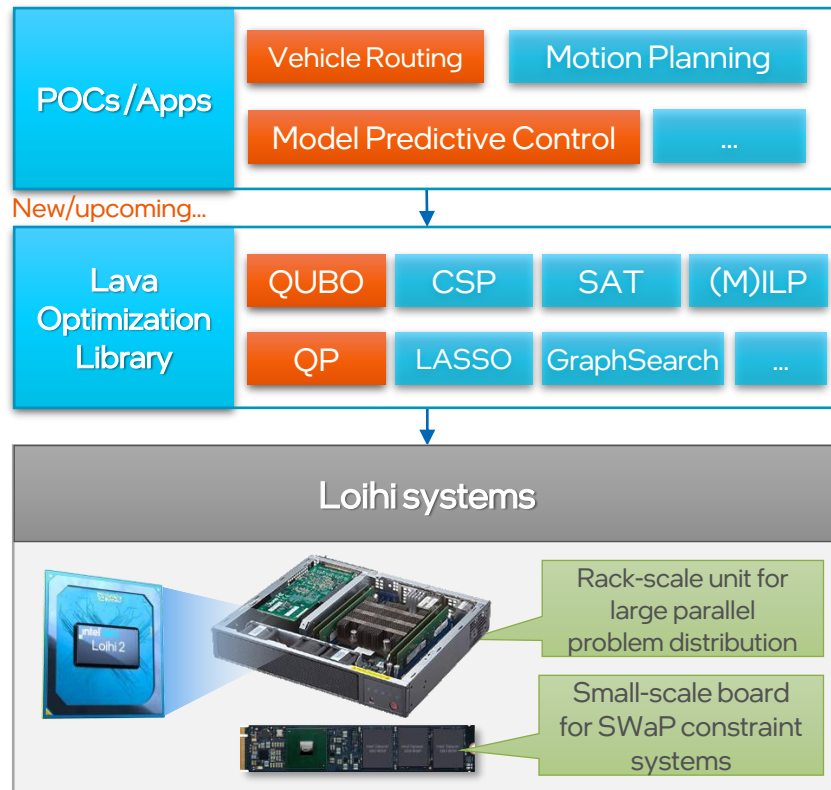 POCs/Apps
Vehicle Routing
Motion Planning
Model Predictive Control
...
New/upcoming...
Lava
Optimization
Library
QUBO
CSP
SAT
(M)ILP
QP
LASSO
GraphSearch
...
Loihi systems
intel
Loihi 2
Rack-scale unit for
large parallel
problem distribution
Small-scale board
for SWaP constraint
systems